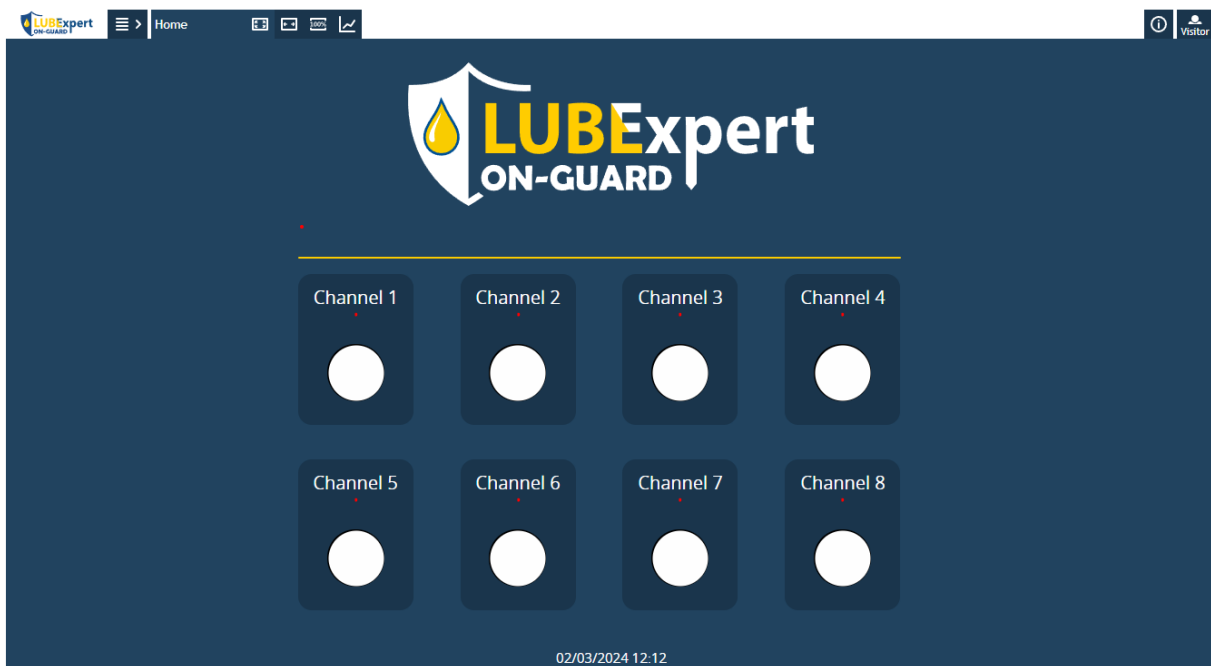 LUBExpert
ON-GUARD
Home
100%
Visitor
LUBExpert
ON-GUARD
Channel 1
Channel 2
Channel 3
Channel 4
Channel 5
Channel 6
Channel 7
Channel 8
02/03/2024 12:12